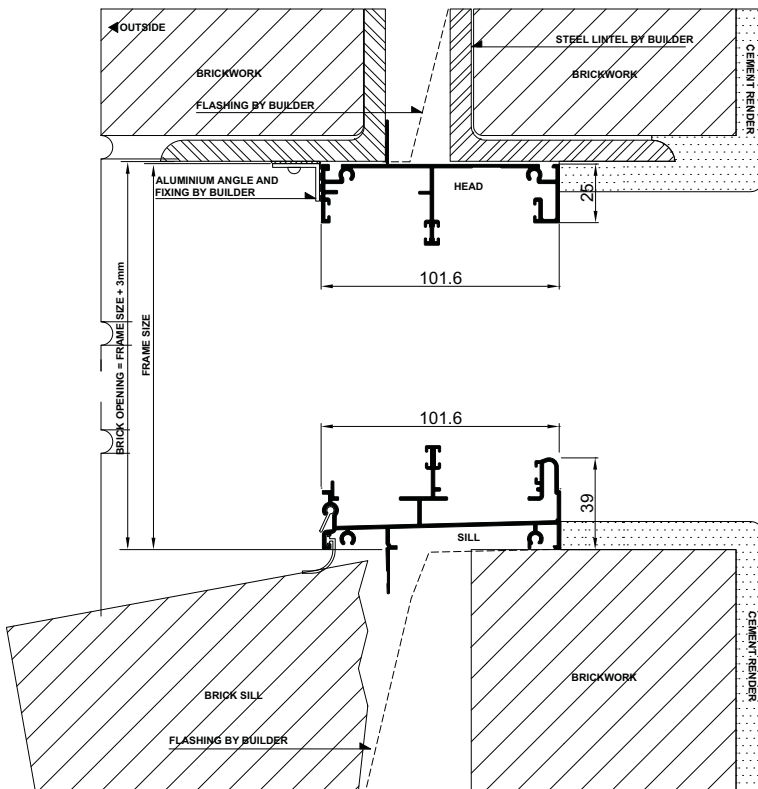 OUTSIDE
STEEL LINTEL BY BUILDER
BRICKWORK
BRICKWORK
CEMENT RENDER
FLASHING BY BUILDER
ALUMINIUM ANGLE AND
FIXING BY BUILDER
HEAD
25
101.6
BRICK OPENING = FRAME SIZE + 3mm
FRAME SIZE
101.6
39
SILL
CEMENT RENDER
BRICK SILL
BRICKWORK
FLASHING BY BUILDER